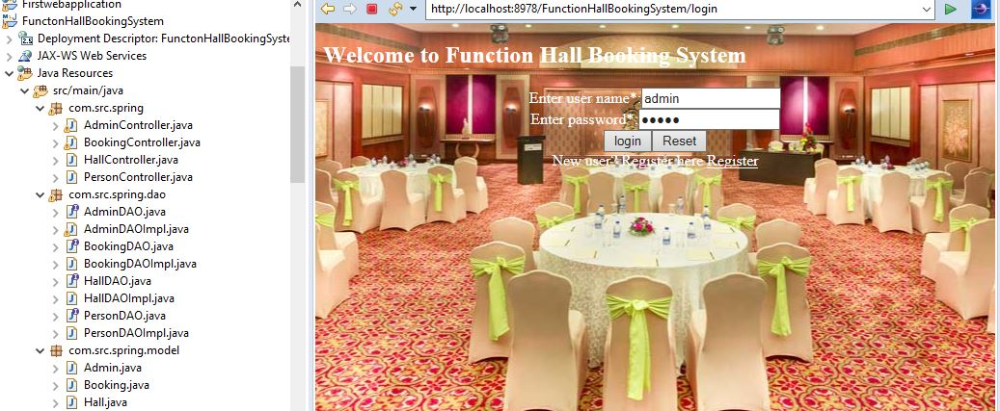 Firstwebapplication
FunctonHallBookingSystem
Deployment Descriptor: FunctonHallBookingSyste
JAX-WS Web Services
Java Resources
src/main/java
com.src.spring
AdminController.java
BookingController.java
HallController.java
PersonController.java
com.src.spring.dao
AdminDAO.java
AdminDAOImpl.java
BookingDAO.java
BookingDAOImpl.java
HallDAO.java
HallDAOImpl.java
PersonDAO.java
PersonDAOImpl.java
com.src.spring.model
Admin.java
Booking.java
Hall.java
http://localhost:8978/FunctionHallBookingSystem/login
Welcome to Function Hall Booking System
Enter user name*: admin
Enter password*: •••••
login Reset
New user? Register here Register